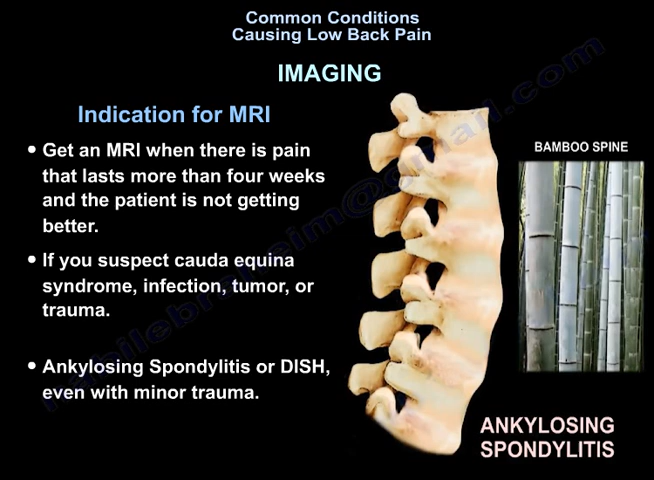 Common Conditions
Causing Low Back Pain
IMAGING
Indication for MRI
• Get an MRI when there is pain
that lasts more than four weeks
and the patient is not getting
better.
• If you suspect cauda equina
syndrome, infection, tumor, or
trauma.
• Ankylosing Spondylitis or DISH,
even with minor trauma.
BAMBOO SPINE
ANKYLOSING
SPONDYLITIS